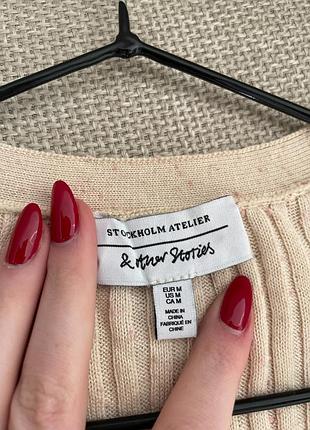 STOCKHOLM ATELIER
& Other Stories
EUR M
US M
CA M
MADE IN
CHINA
FABRIQUÉ EN
CHINE